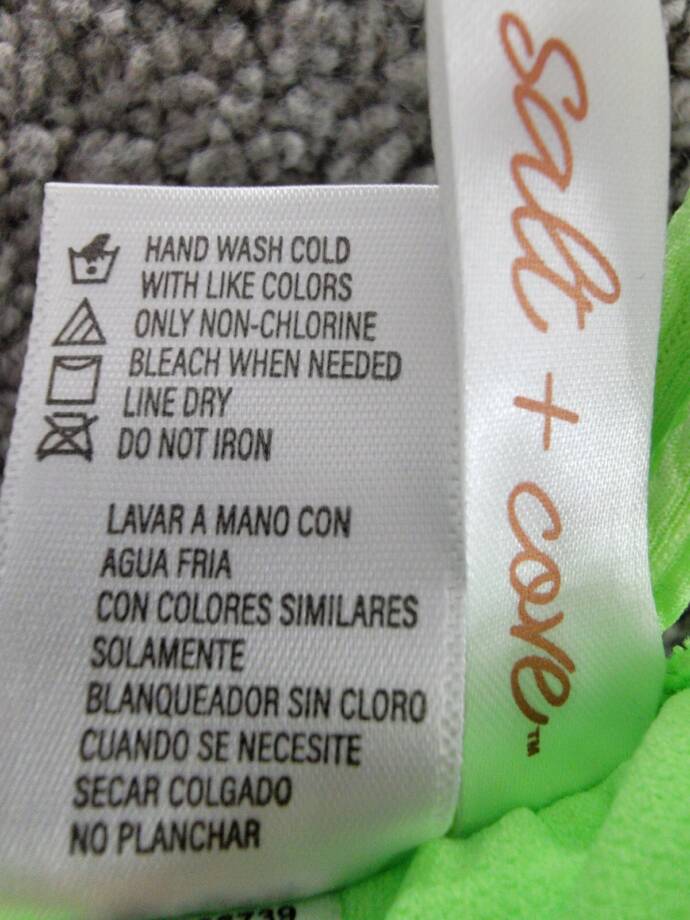 HAND WASH COLD
WITH LIKE COLORS
ONLY NON-CHLORINE
BLEACH WHEN NEEDED
LINE DRY
DO NOT IRON
LAVAR A MANO CON
AGUA FRIA
CON COLORES SIMILARES
SOLAMENTE
BLANQUEADOR SIN CLORO
CUANDO SE NECESITE
SECAR COLGADO
NO PLANCHAR
salt + cove™